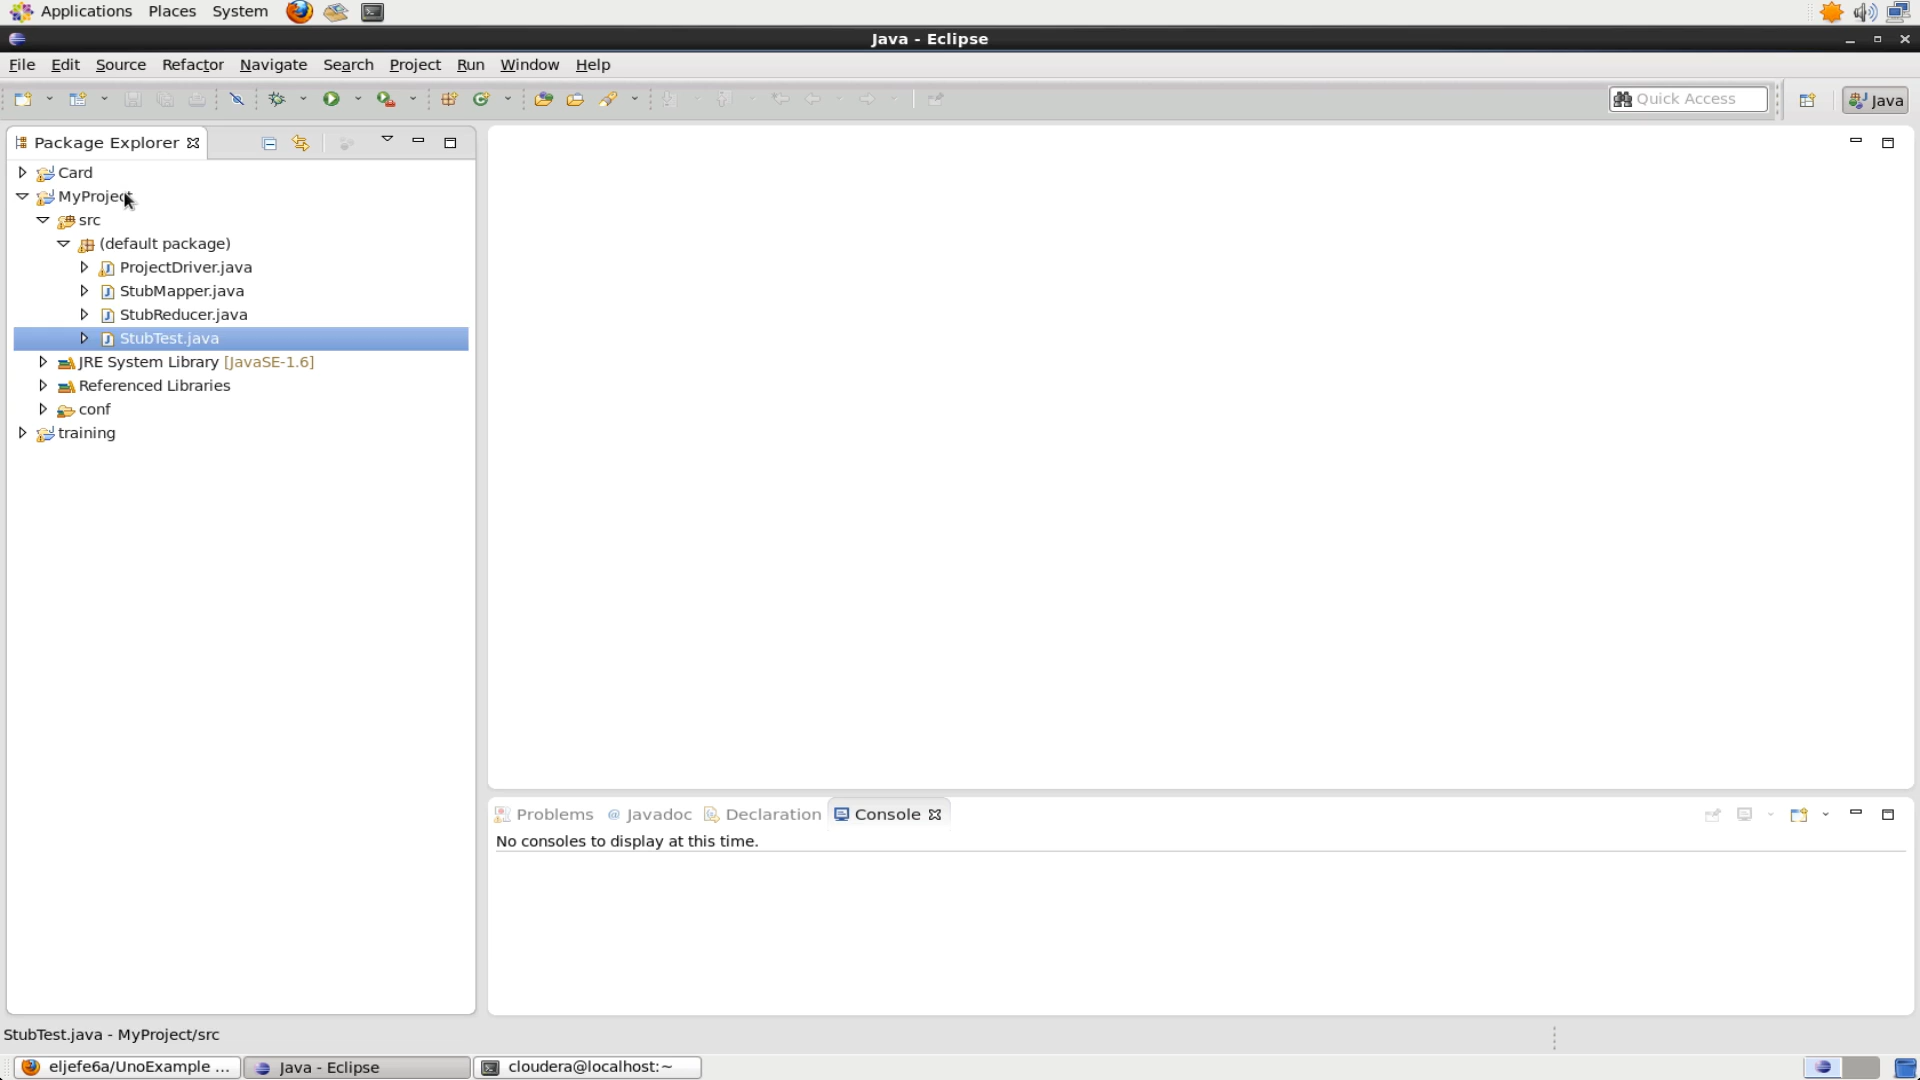 Applications Places System
Java - Eclipse
File Edit Source Refactor Navigate Search Project Run Window Help
Quick Access Java
Package Explorer
Card
MyProject
src
(default package)
ProjectDriver.java
StubMapper.java
StubReducer.java
StubTest.java
JRE System Library [JavaSE-1.6]
Referenced Libraries
conf
training
Problems Javadoc Declaration Console
No consoles to display at this time.
StubTest.java - MyProject/src
eljefe6a/UnoExample ... Java - Eclipse cloudera@localhost:~